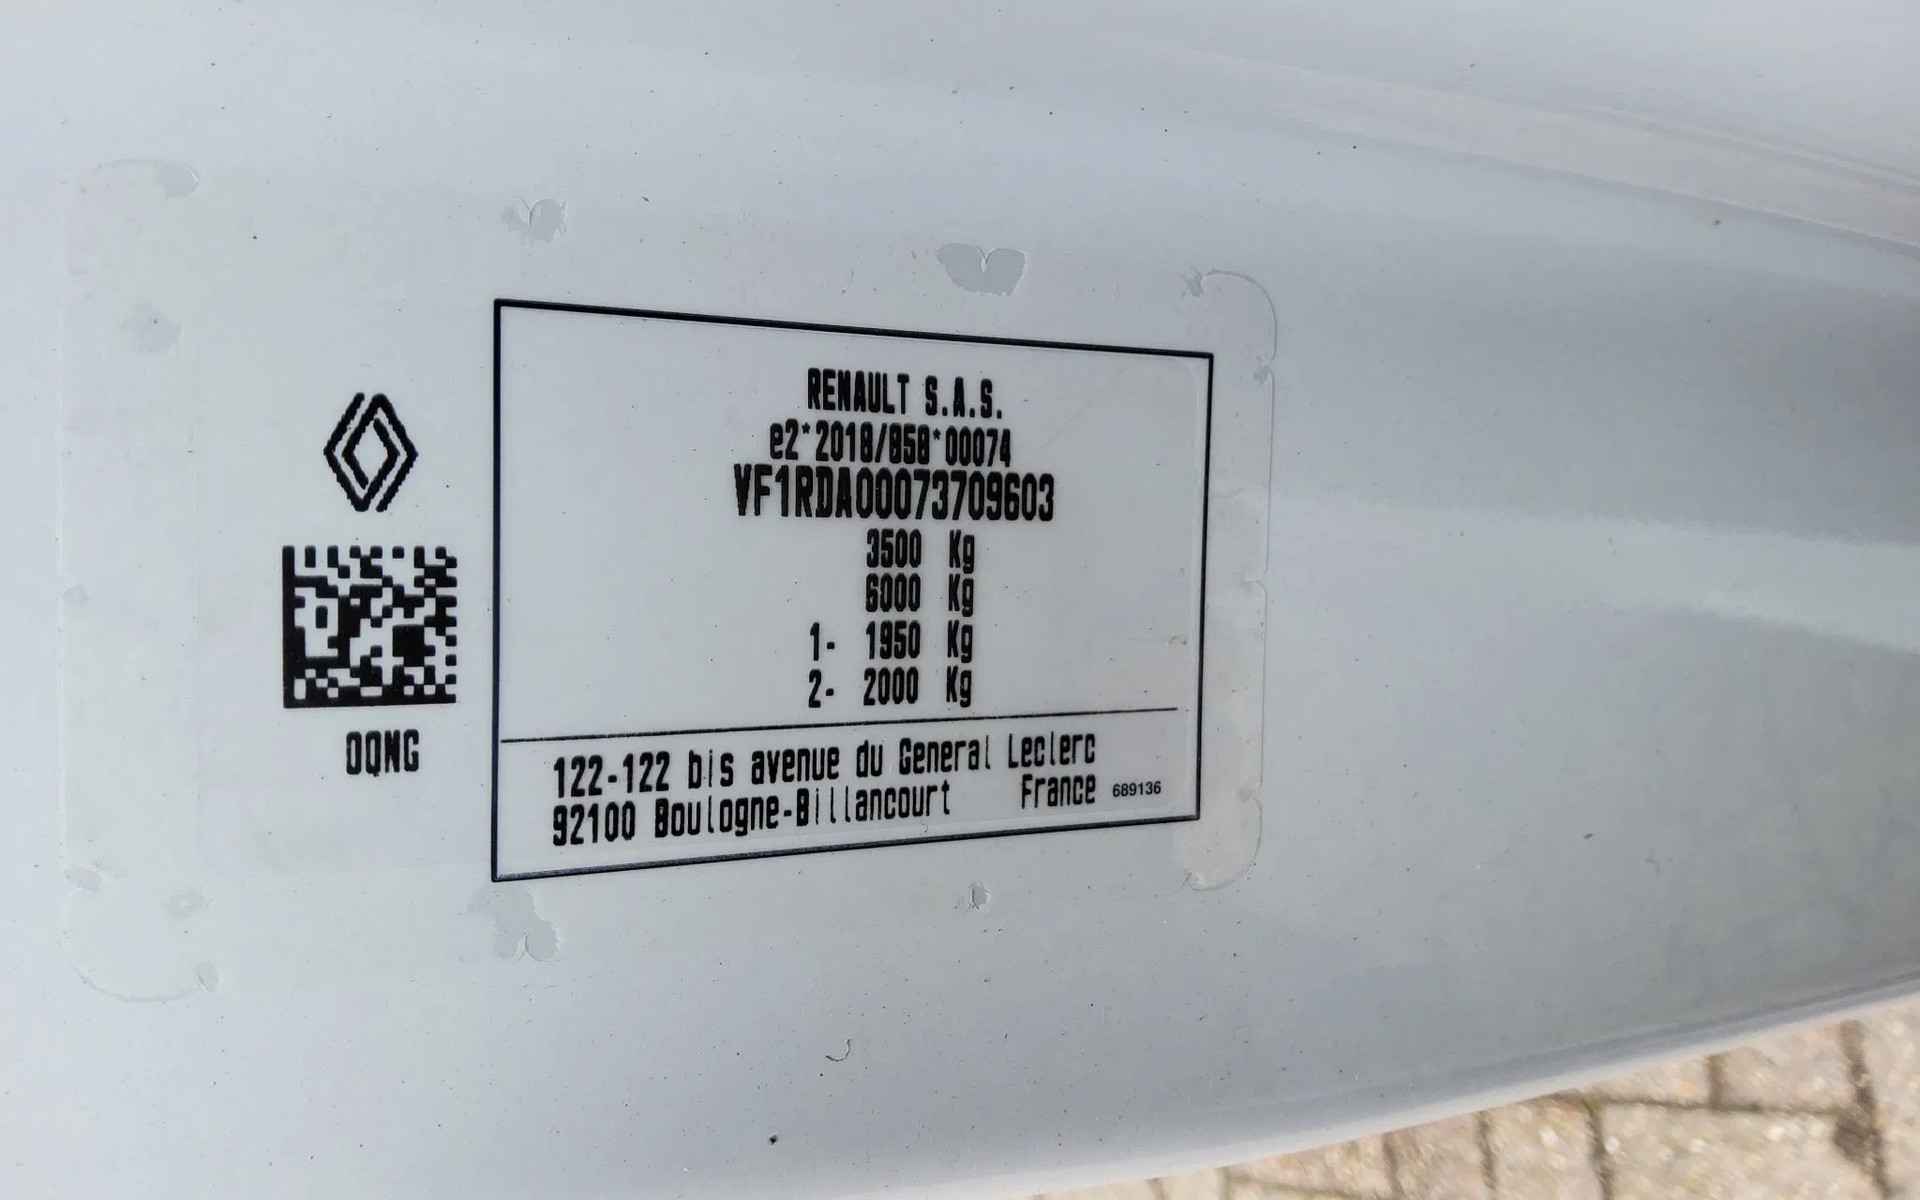 RENAULT S.A.S.
e2*2018/858*00074
VF1RDA00073709603
3500 Kg
6000 Kg
1- 1950 Kg
2- 2000 Kg
OQNG
122-122 bis avenue du General Leclerc
92100 Boulogne-Billancourt France 689136